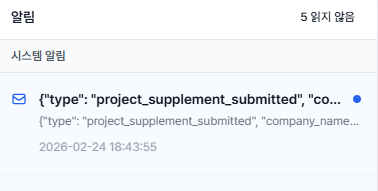 알림
5 읽지 않음
시스템 알림
{"type": "project_supplement_submitted", "co...
{"type": "project_supplement_submitted", "company_name...
2026-02-24 18:43:55